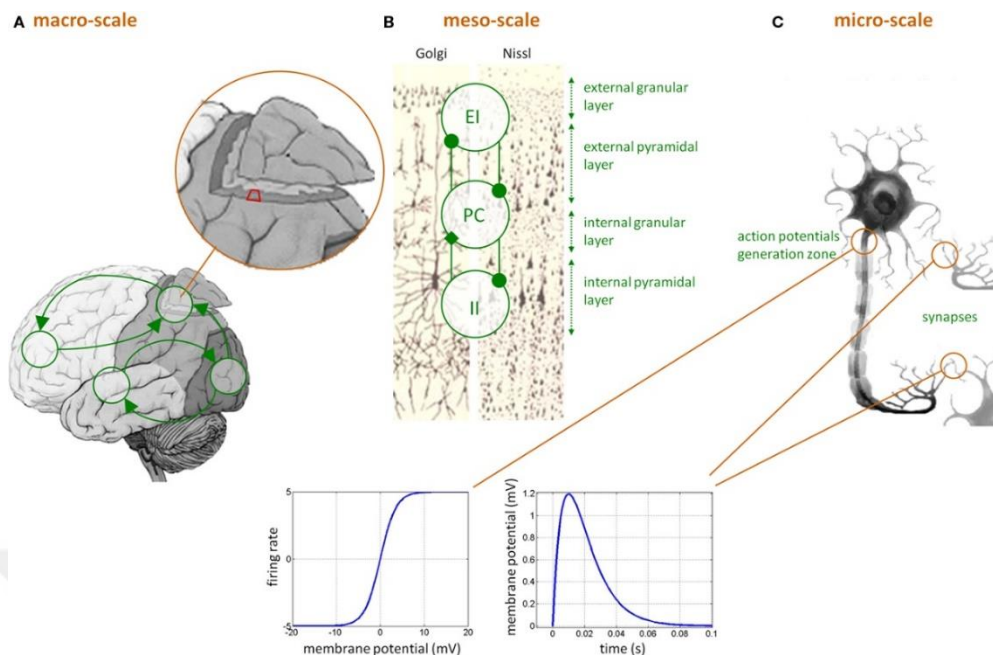 A macro-scale
B meso-scale
C micro-scale
Golgi
Nissl
EI
PC
II
external granular
layer
external pyramidal
layer
internal granular
layer
internal pyramidal
layer
action potentials
generation zone
synapses
5
0
-5
-20
-10
0
10
20
firing rate
membrane potential (mV)
1.2
1
0.8
0.6
0.4
0.2
0
0
0.02
0.04
0.06
0.08
0.1
membrane potential (mV)
time (s)